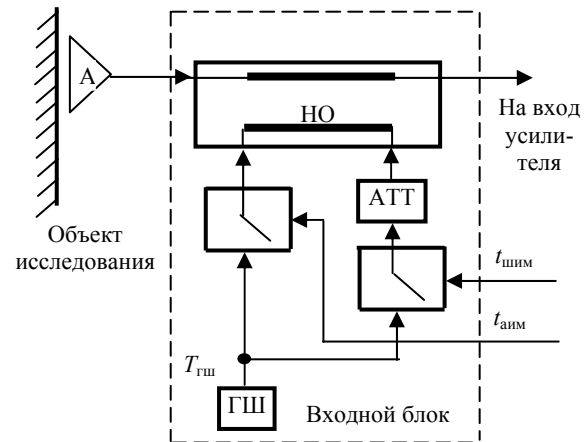 А
НО
На вход
усили-
теля
АТТ
Объект
исследования
tшим
tаим
Tгш
ГШ
Входной блок